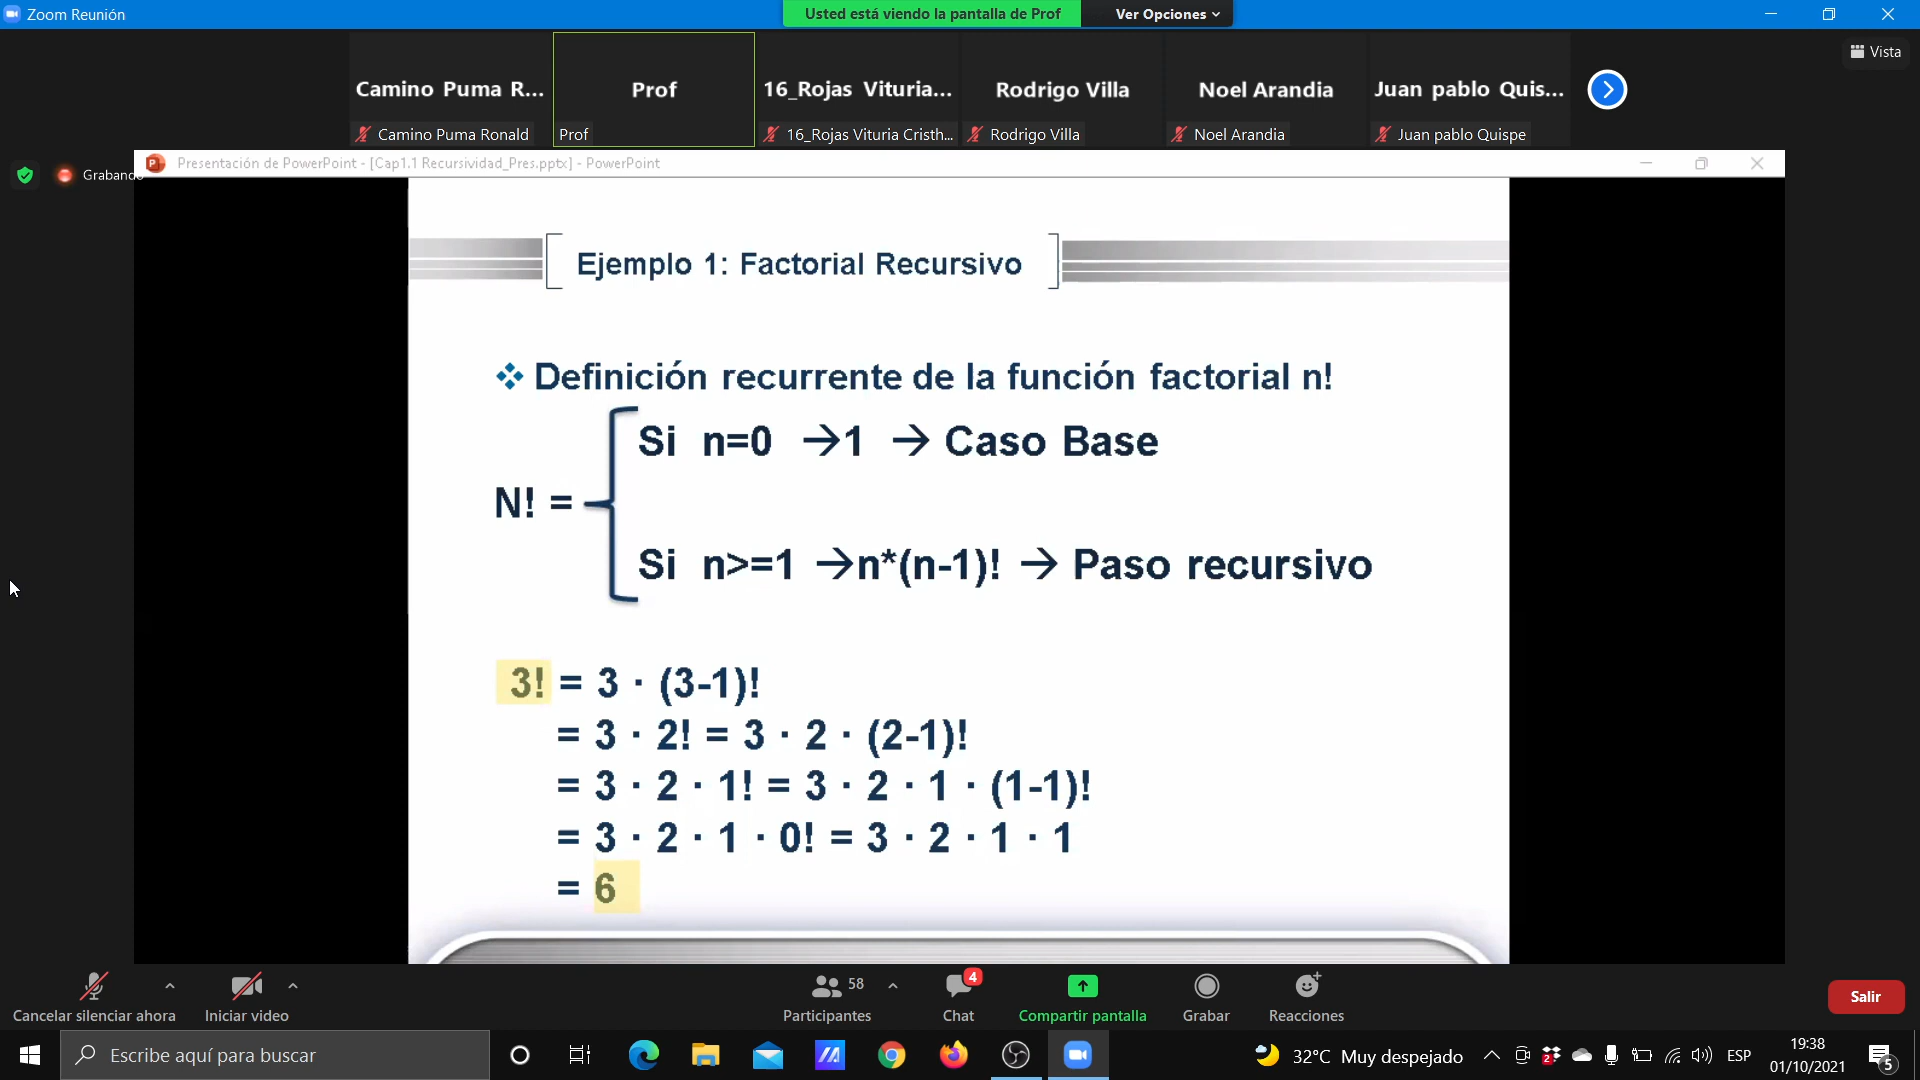 Zoom Reunión
Usted está viendo la pantalla de Prof
Ver Opciones
Vista
Camino Puma R...
Prof
16_Rojas Vituria...
Rodrigo Villa
Noel Arandia
Juan pablo Quis...
Camino Puma Ronald
Prof
16_Rojas Vituria Cristh...
Rodrigo Villa
Noel Arandia
Juan pablo Quispe
Grabando
Presentación de PowerPoint - [Cap1.1 Recursividad_Pres.pptx] - PowerPoint
Ejemplo 1: Factorial Recursivo
❖ Definición recurrente de la función factorial n!
Si n=0 →1 → Caso Base
N! =
Si n>=1 →n*(n-1)! → Paso recursivo
3! = 3 · (3-1)!
= 3 · 2! = 3 · 2 · (2-1)!
= 3 · 2 · 1! = 3 · 2 · 1 · (1-1)!
= 3 · 2 · 1 · 0! = 3 · 2 · 1 · 1
= 6
58
4
Cancelar silenciar ahora
Iniciar video
Participantes
Chat
Compartir pantalla
Grabar
Reacciones
Salir
Escribe aquí para buscar
32°C Muy despejado
2
ESP
19:38
01/10/2021
5